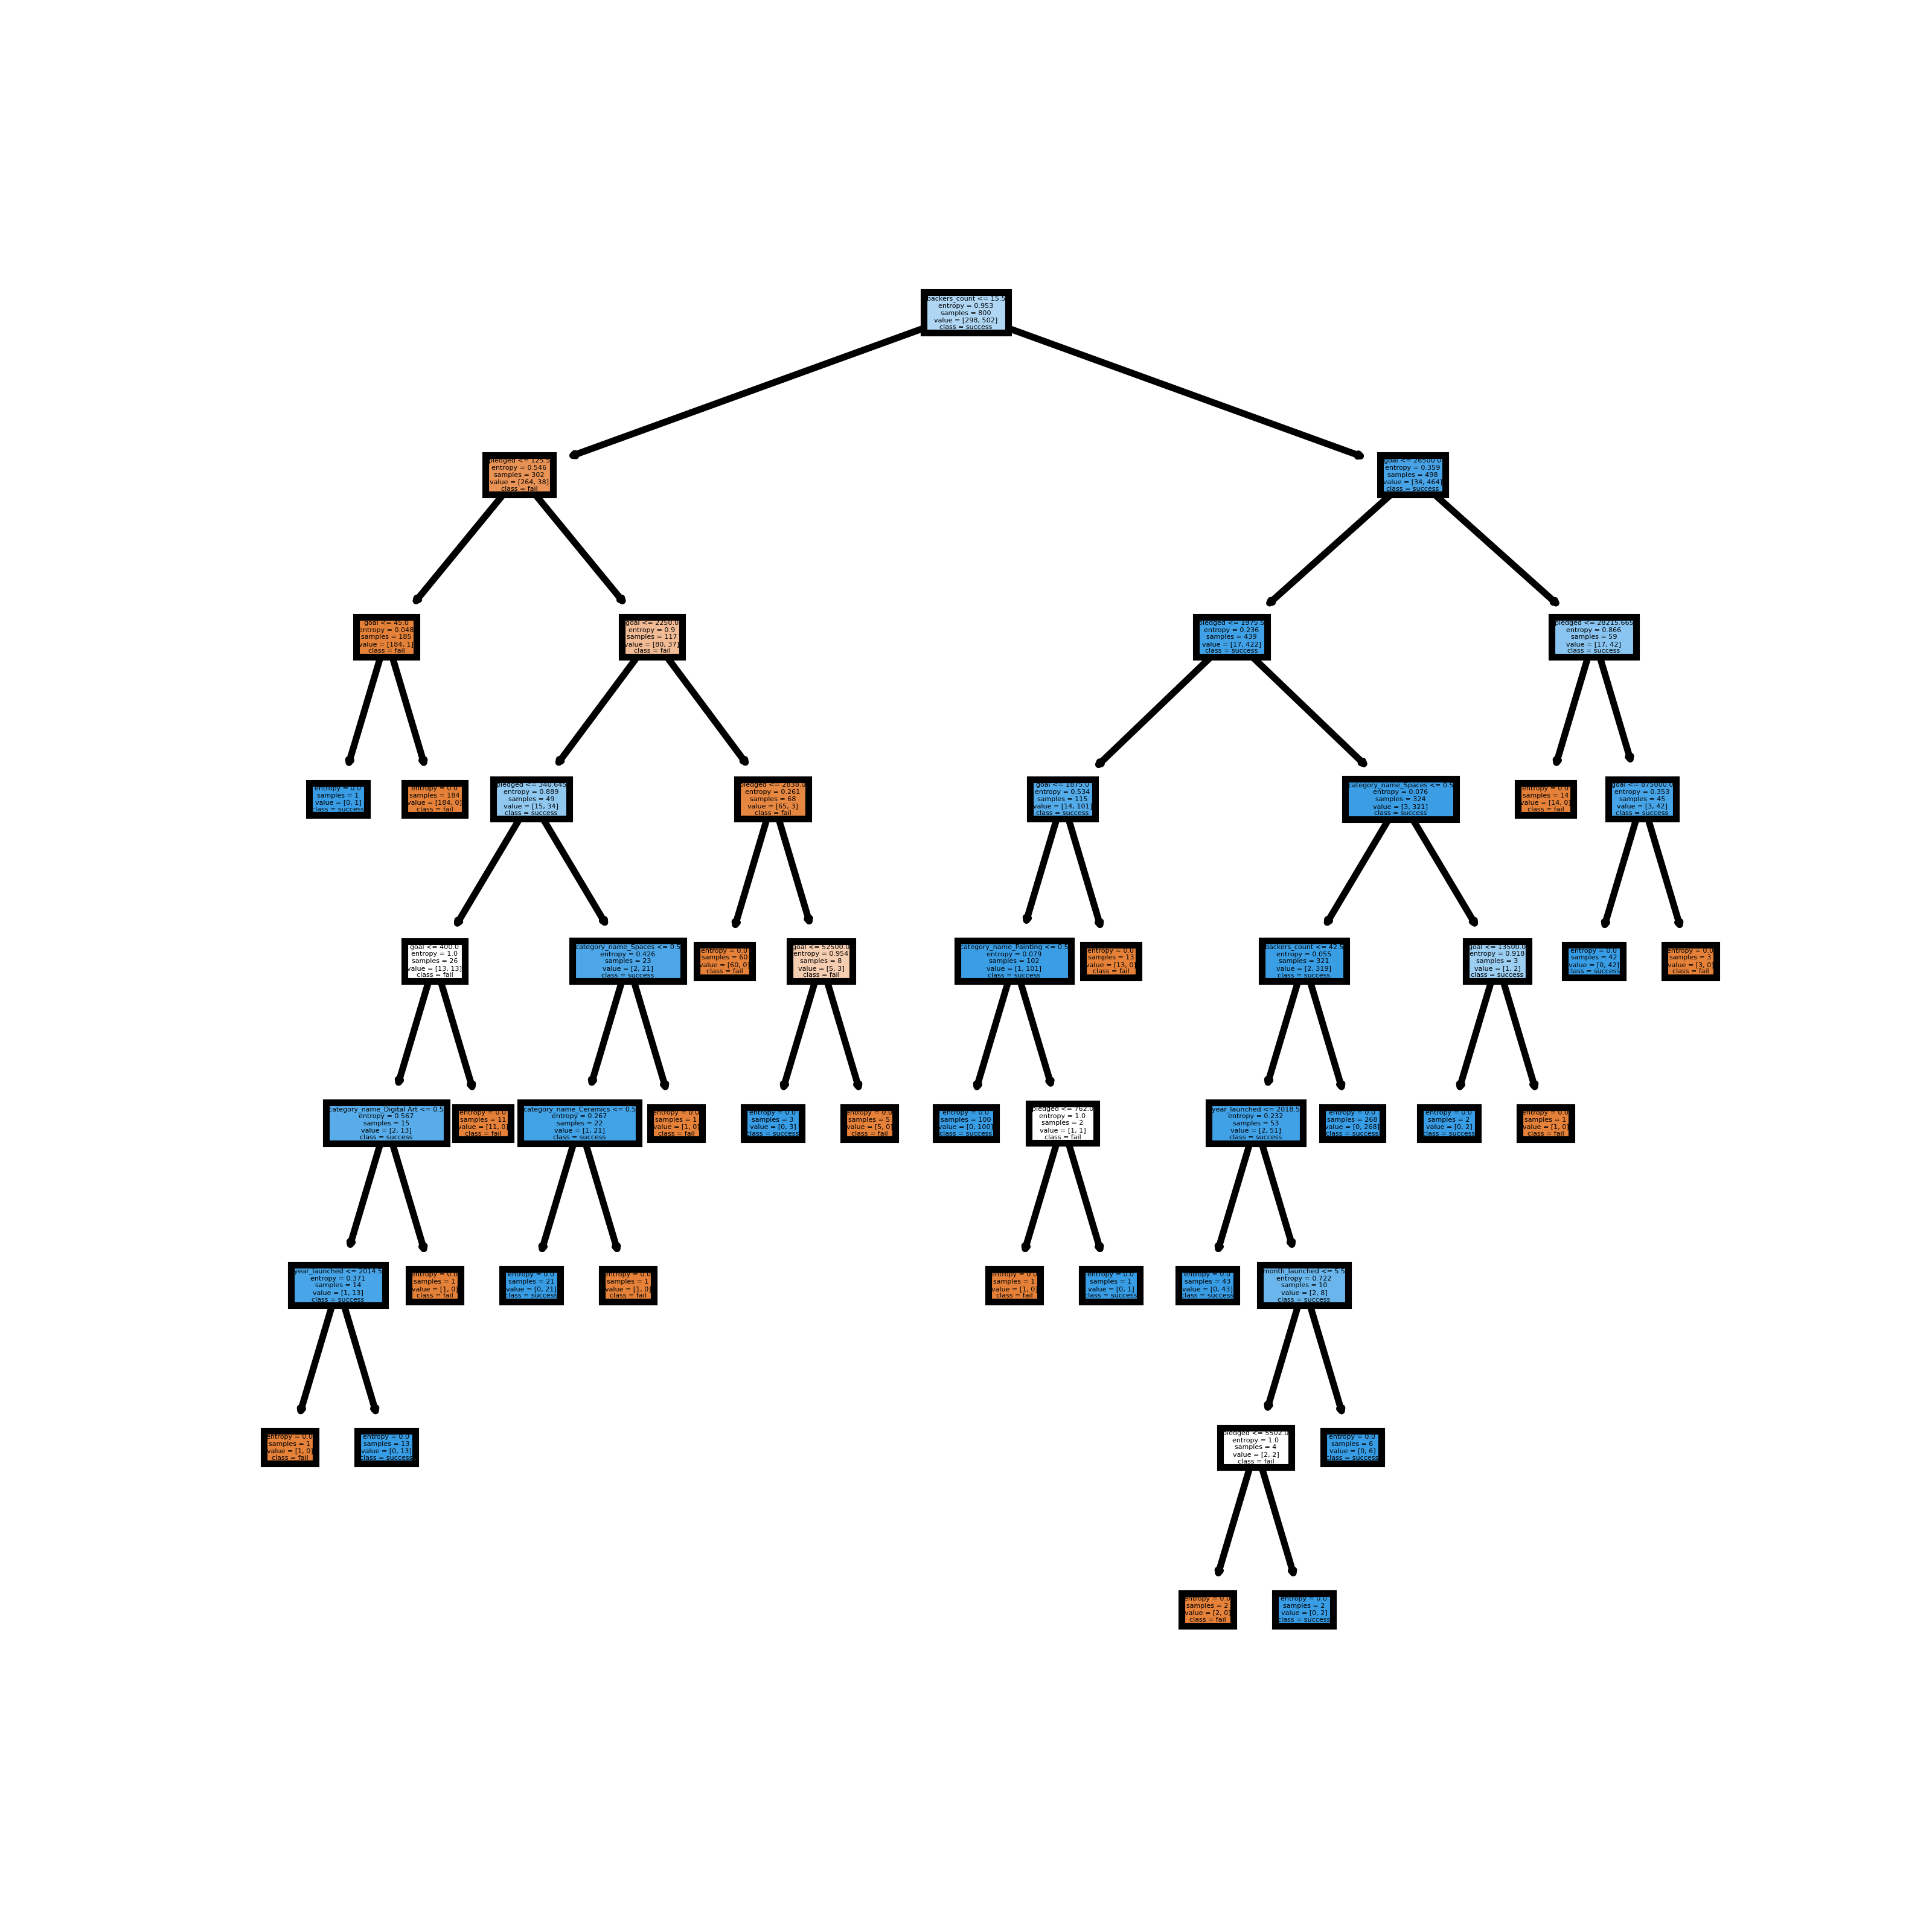 backers_count <= 15.5
entropy = 0.953
samples = 800
value = [298, 502]
class = success
pledged <= 125.5
entropy = 0.546
samples = 302
value = [264, 38]
class = fail
entropy = 0.359
samples = 498
value = [34, 464]
class = success
goal <= 45.0
entropy = 0.048
samples = 185
value = [184, 1]
class = fail
goal <= 2250.0
entropy = 0.9
samples = 117
value = [80, 37]
class = fail
pledged <= 1975.5
entropy = 0.236
samples = 439
value = [17, 422]
class = success
pledged <= 28215.665
entropy = 0.866
samples = 59
value = [17, 42]
class = success
entropy = 0.0
samples = 1
value = [0, 1]
class = success
entropy = 0.0
samples = 184
value = [184, 0]
class = fail
pledged <= 340.645
entropy = 0.889
samples = 49
value = [15, 34]
class = success
pledged <= 2838.0
entropy = 0.261
samples = 68
value = [65, 3]
class = fail
goal <= 1875.0
entropy = 0.534
samples = 115
value = [14, 101]
class = success
category_name_Spaces <= 0.5
entropy = 0.076
samples = 324
value = [3, 321]
class = success
entropy = 0.0
samples = 14
value = [14, 0]
class = fail
goal <= 875000.0
entropy = 0.353
samples = 45
value = [3, 42]
class = success
goal <= 400.0
entropy = 1.0
samples = 26
value = [13, 13]
class = fail
category_name_Spaces <= 0.5
entropy = 0.426
samples = 23
value = [2, 21]
class = success
entropy = 0.0
samples = 60
value = [60, 0]
class = fail
goal <= 52500.0
entropy = 0.954
samples = 8
value = [5, 3]
class = fail
category_name_Painting <= 0.5
entropy = 0.079
samples = 102
value = [1, 101]
class = success
entropy = 0.0
samples = 13
value = [13, 0]
class = fail
backers_count <= 42.5
entropy = 0.055
samples = 321
value = [2, 319]
class = success
goal <= 13500.0
entropy = 0.918
samples = 3
value = [1, 2]
class = success
entropy = 0.0
samples = 42
value = [0, 42]
class = success
entropy = 0.0
samples = 3
value = [3, 0]
class = fail
category_name_Digital Art <= 0.5
entropy = 0.567
samples = 15
value = [2, 13]
class = success
entropy = 0.0
samples = 11
value = [11, 0]
class = fail
category_name_Ceramics <= 0.5
entropy = 0.267
samples = 22
value = [1, 21]
class = success
entropy = 0.0
samples = 1
value = [1, 0]
class = fail
entropy = 0.0
samples = 3
value = [0, 3]
class = success
entropy = 0.0
samples = 5
value = [5, 0]
class = fail
entropy = 0.0
samples = 100
value = [0, 100]
class = success
pledged <= 762.0
entropy = 1.0
samples = 2
value = [1, 1]
class = fail
year_launched <= 2018.5
entropy = 0.232
samples = 53
value = [2, 51]
class = success
entropy = 0.0
samples = 268
value = [0, 268]
class = success
entropy = 0.0
samples = 2
value = [0, 2]
class = success
entropy = 0.0
samples = 1
value = [1, 0]
class = fail
year_launched <= 2014.5
entropy = 0.371
samples = 14
value = [1, 13]
class = success
entropy = 0.0
samples = 1
value = [1, 0]
class = fail
entropy = 0.0
samples = 21
value = [0, 21]
class = success
entropy = 0.0
samples = 1
value = [1, 0]
class = fail
entropy = 0.0
samples = 1
value = [1, 0]
class = fail
entropy = 0.0
samples = 1
value = [0, 1]
class = success
entropy = 0.0
samples = 43
value = [0, 43]
class = success
month_launched <= 5.5
entropy = 0.722
samples = 10
value = [2, 8]
class = success
entropy = 0.0
samples = 1
value = [1, 0]
class = fail
entropy = 0.0
samples = 13
value = [0, 13]
class = success
pledged <= 5502.0
entropy = 1.0
samples = 4
value = [2, 2]
class = fail
entropy = 0.0
samples = 6
value = [0, 6]
class = success
entropy = 0.0
samples = 2
value = [2, 0]
class = fail
entropy = 0.0
samples = 2
value = [0, 2]
class = success